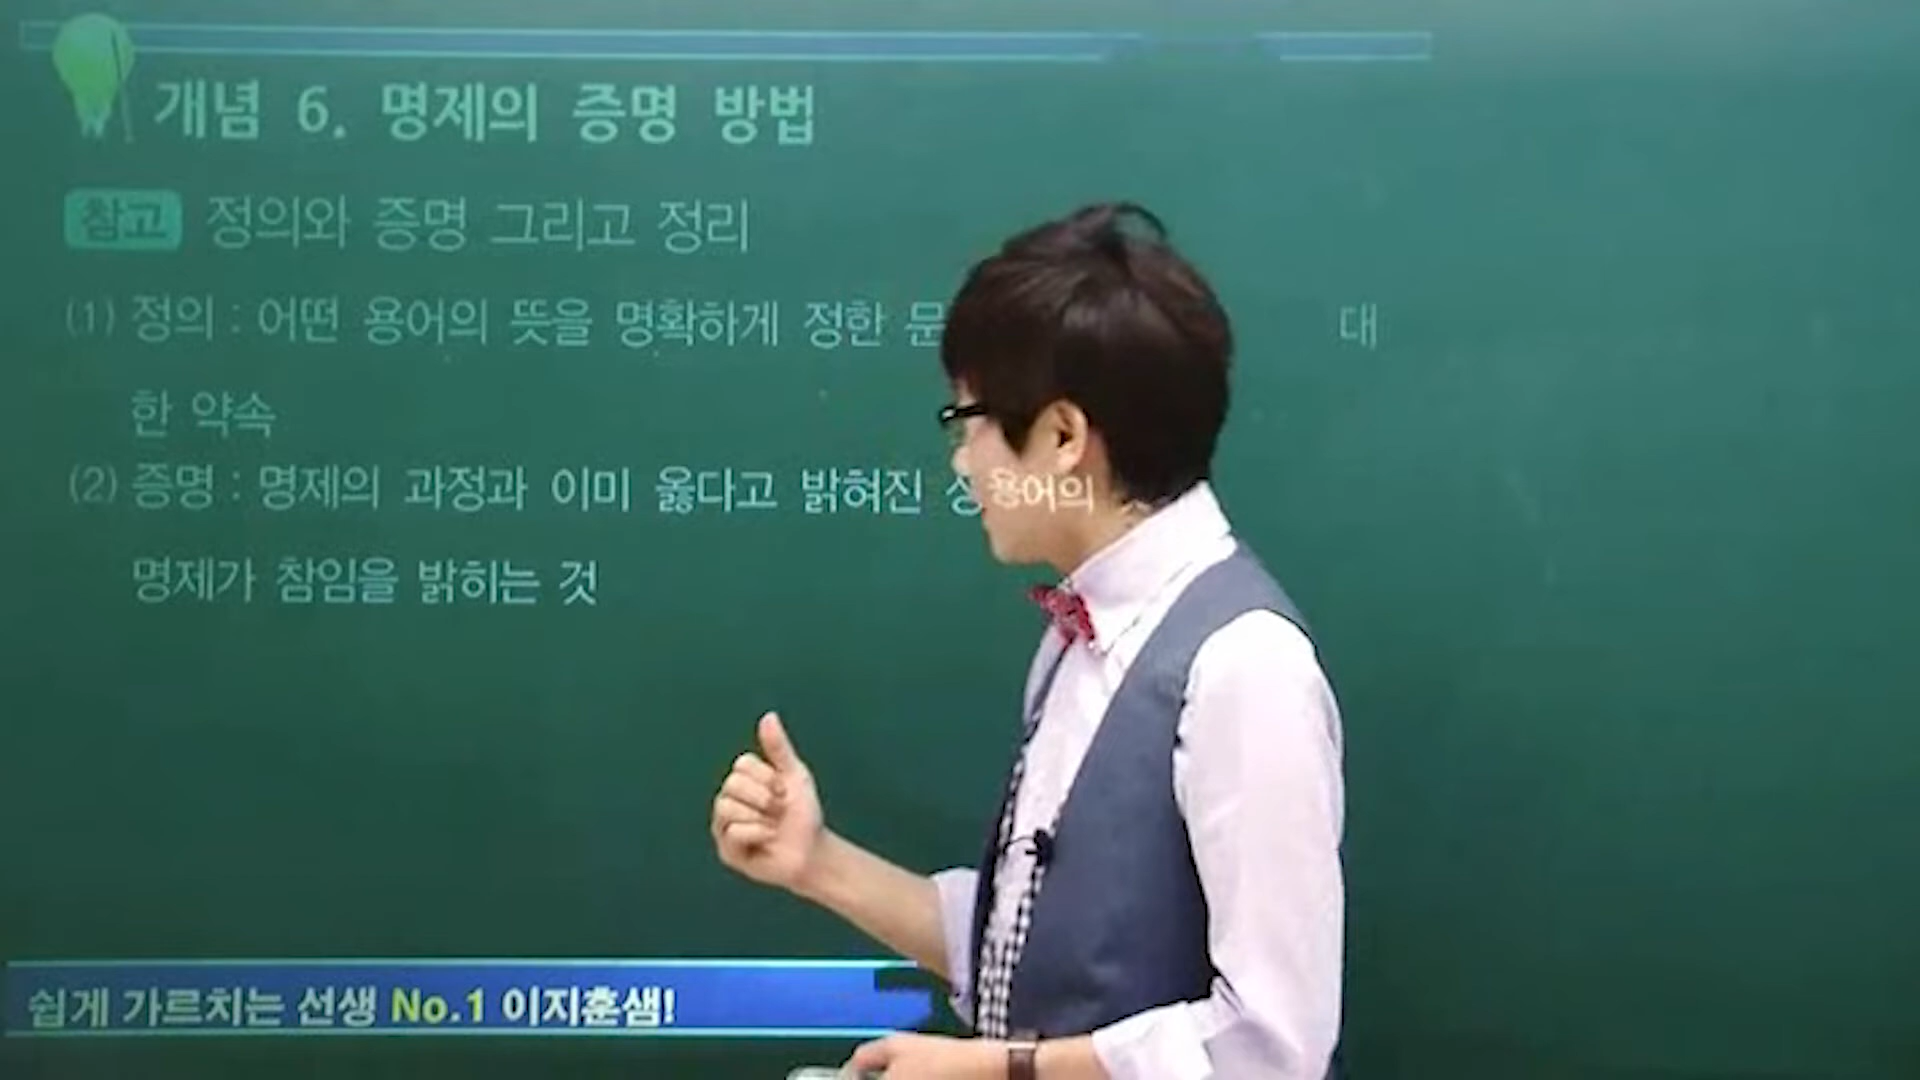 개념 6. 명제의 증명 방법
참고 정의와 증명 그리고 정리
(1) 정의 : 어떤 용어의 뜻을 명확하게 정한 문 대
한 약속
(2) 증명 : 명제의 과정과 이미 옳다고 밝혀진 용어의
명제가 참임을 밝히는 것
쉽게 가르치는 선생 No.1 이지훈샘!